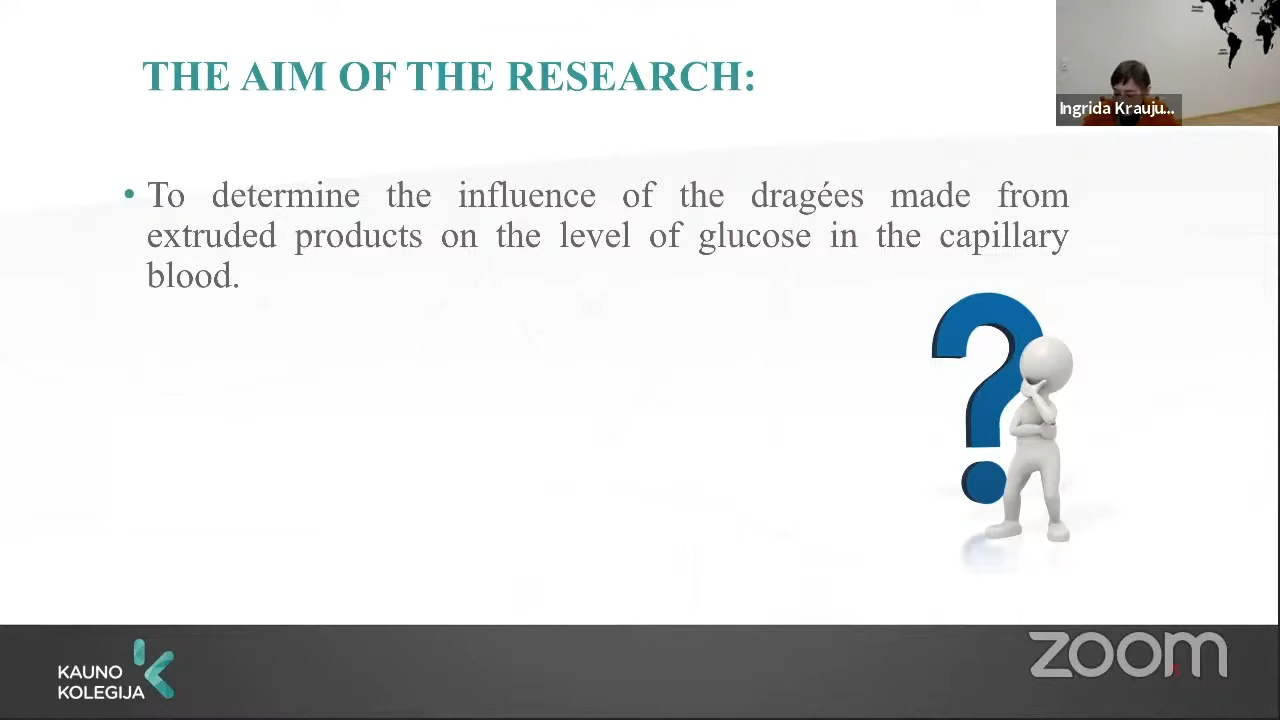 THE AIM OF THE RESEARCH:
Ingrida Krauju...
• To determine the influence of the dragées made from
extruded products on the level of glucose in the capillary
blood.
KAUNO
KOLEGIJA
zoom